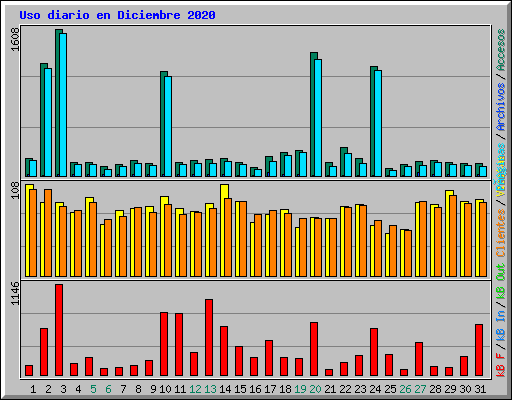 Uso diario en Diciembre 2020
1608
108
1146
1 2 3 4 5 6 7 8 9 10 11 12 13 14 15 16 17 18 19 20 21 22 23 24 25 26 27 28 29 30 31
kB F / kB In / kB Out Clientes / / Archivos / Accesos